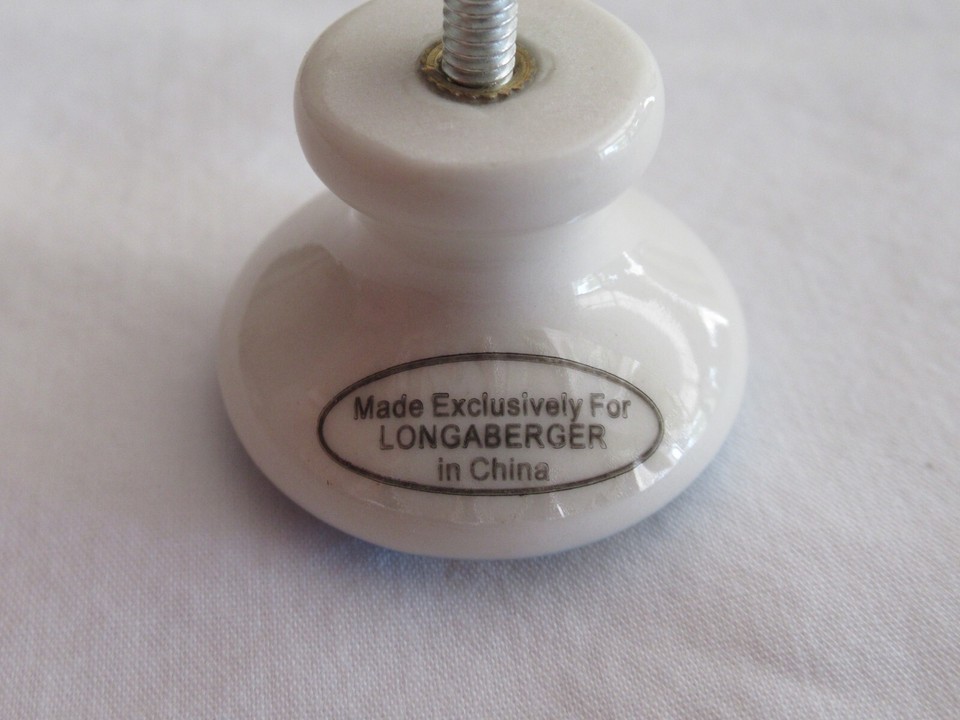 Made Exclusively For
LONGABERGER
in China